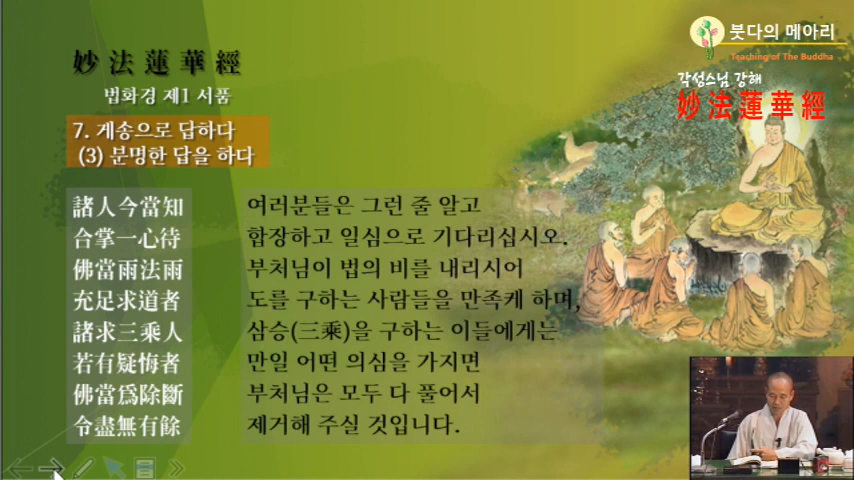 붓다의 메아리
Teaching of The Buddha
각성스님 강해
妙法蓮華經
妙法蓮華經
법화경 제1 서품
7. 게송으로 답하다
(3) 분명한 답을 하다
諸人今當知
合掌一心待
佛當雨法雨
充足求道者
諸求三乘人
若有疑悔者
佛當爲除斷
令盡無有餘
여러분들은 그런 줄 알고
합장하고 일심으로 기다리십시오.
부처님이 법의 비를 내리시어
도를 구하는 사람들을 만족케 하며,
삼승(三乘)을 구하는 이들에게는
만일 어떤 의심을 가지면
부처님은 모두 다 풀어서
제거해 주실 것입니다.